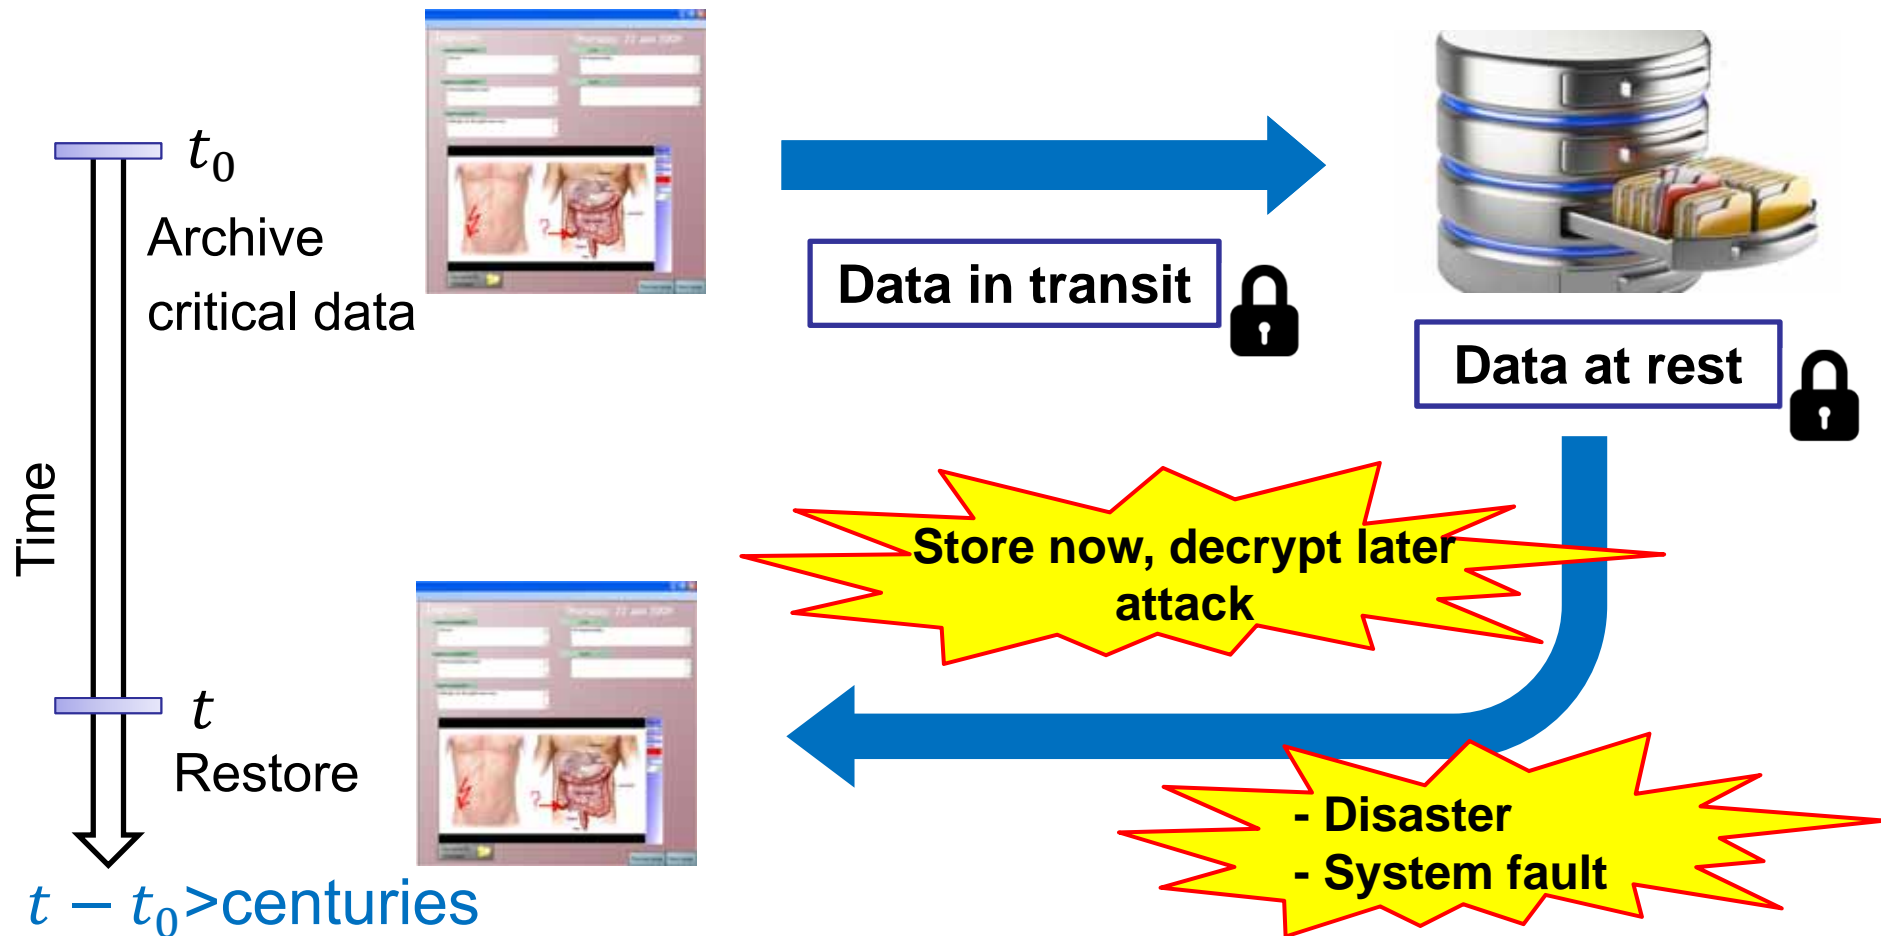 t₀
Archive
critical data
Data in transit
Data at rest
Time
Store now, decrypt later
attack
t
Restore
- Disaster
- System fault
t − t₀>centuries